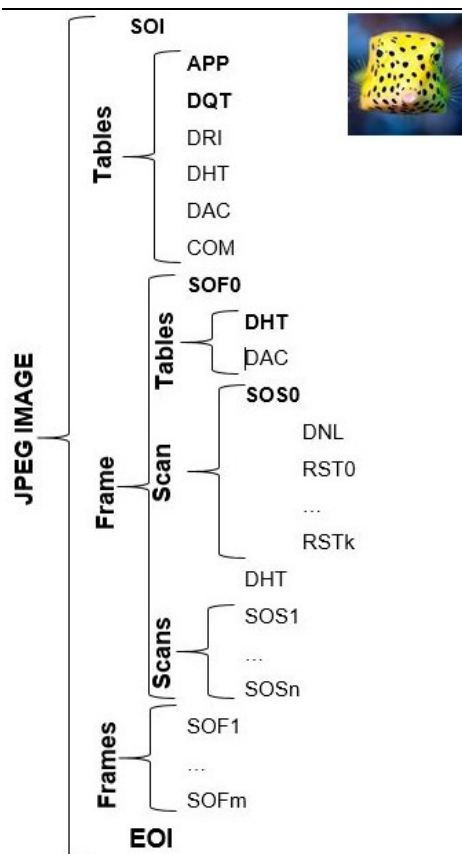 SOI
Tables
APP
DQT
DRI
DHT
DAC
COM
JPEG IMAGE
Frame
SOF0
Tables
DHT
DAC
Scan
SOS0
DNL
RST0
...
RSTk
DHT
Scans
SOS1
...
SOSn
Frames
SOF1
...
SOFm
EOI